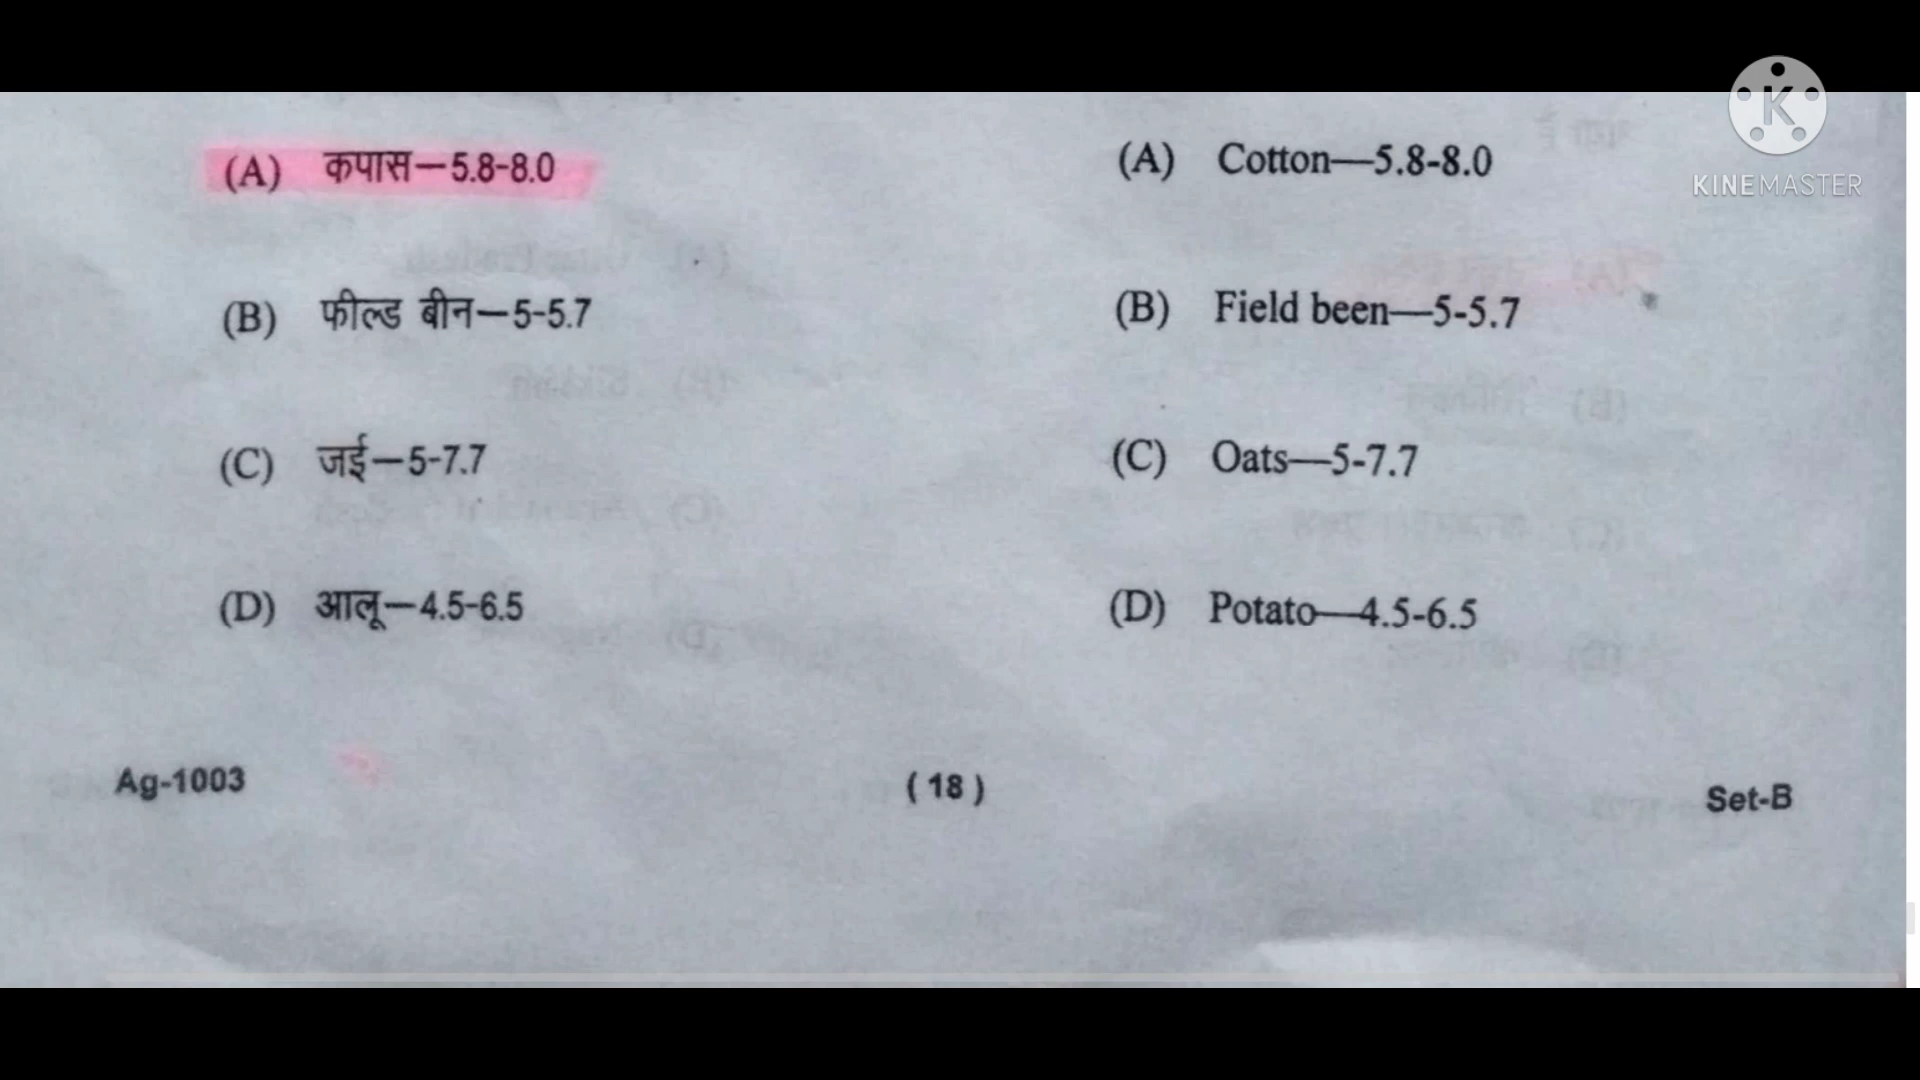 KINEMASTER
(A) कपास—5.8-8.0
(B) फील्ड बीन—5-5.7
(C) जई—5-7.7
(D) आलू—4.5-6.5
(A) Cotton—5.8-8.0
(B) Field been—5-5.7
(C) Oats—5-7.7
(D) Potato—4.5-6.5
Ag-1003 ( 18 ) Set-B